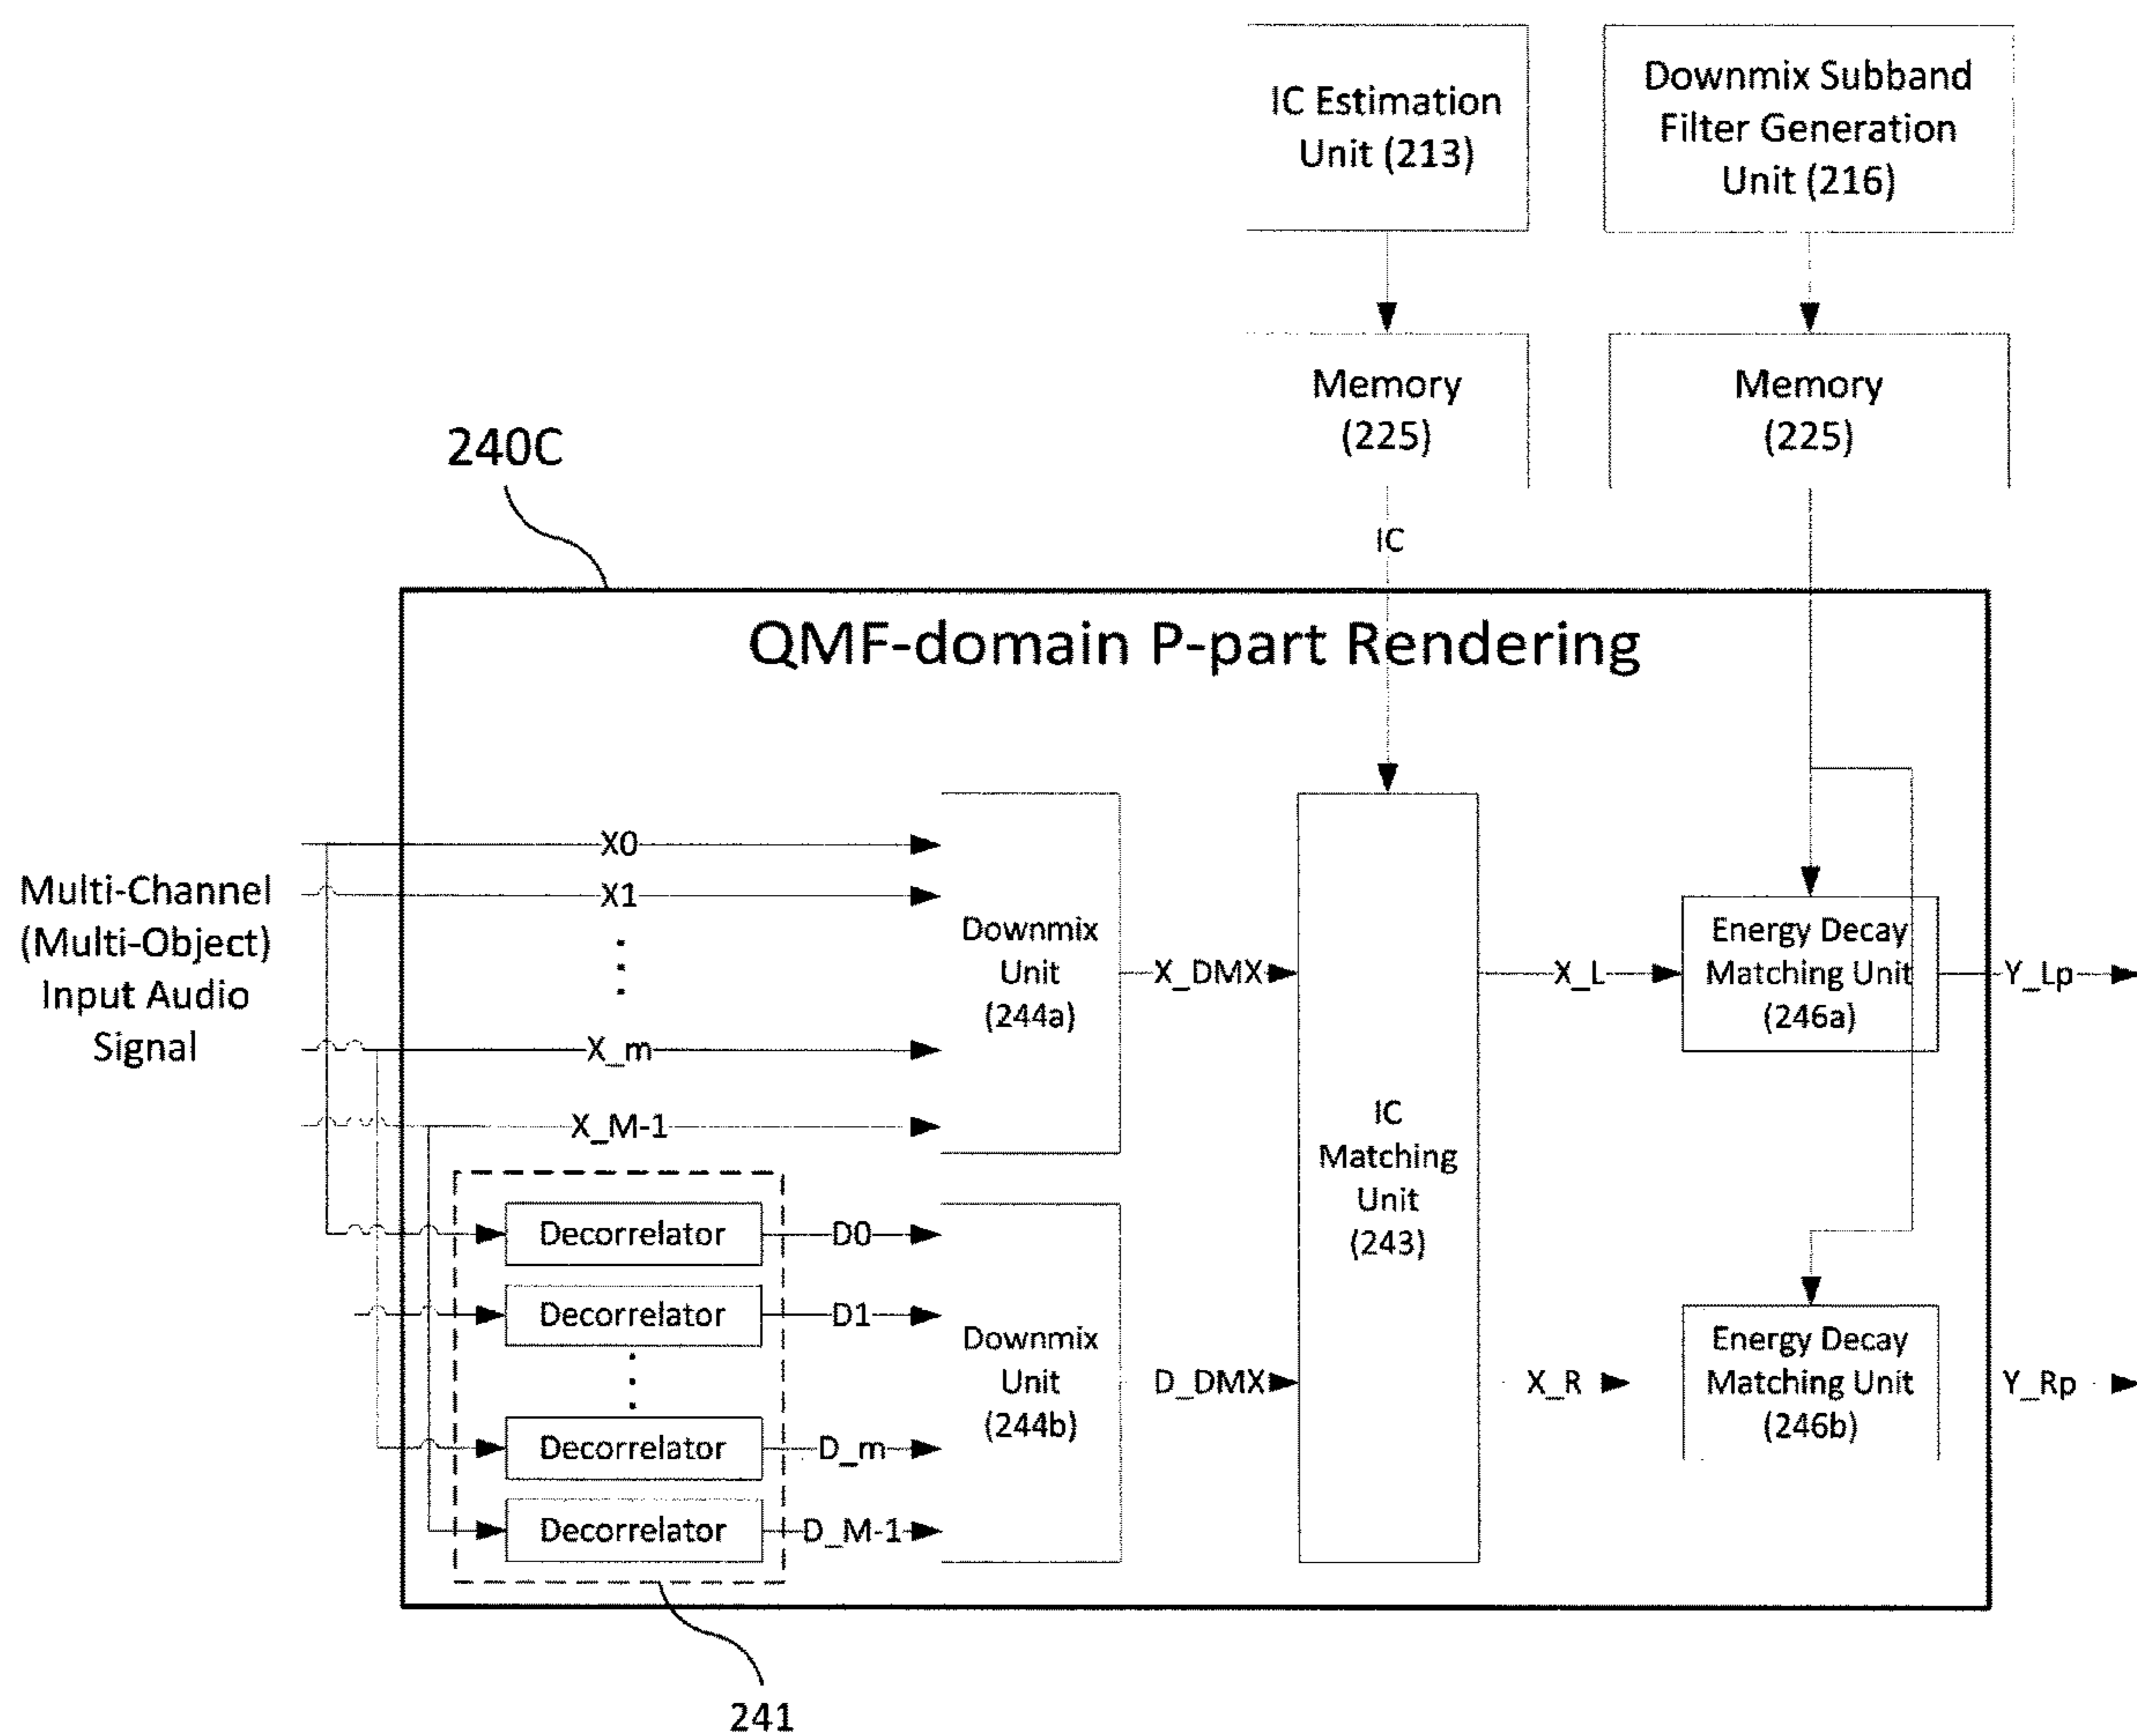 IC Estimation
Unit (213)
Downmix Subband
Filter Generation
Unit (216)
Memory
(225)
Memory
(225)
240C
IC
QMF-domain P-part Rendering
Multi-Channel
(Multi-Object)
Input Audio
Signal
X0
X1
X_m
X_M-1
Downmix
Unit
(244a)
X_DMX
IC
Matching
Unit
(243)
X_L
Energy Decay
Matching Unit
(246a)
Y_Lp
Decorrelator
D0
Decorrelator
D1
Decorrelator
D_m
Decorrelator
D_M-1
Downmix
Unit
(244b)
D_DMX
X_R
Energy Decay
Matching Unit
(246b)
Y_Rp
241